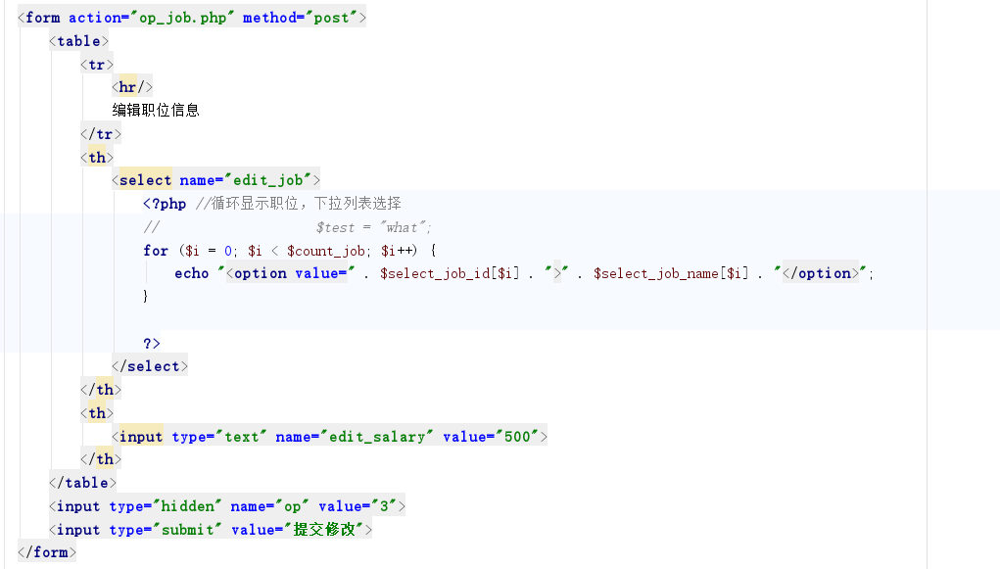 <form action="op_job.php" method="post">
<table>
<tr>
<hr/>
编辑职位信息
</tr>
<th>
<select name="edit_job">
<?php //循环显示职位，下拉列表选择
// $test = "what";
for ($i = 0; $i < $count_job; $i++) {
echo "<option value=" . $select_job_id[$i] . ">" . $select_job_name[$i] . "</option>";
}
?>
</select>
</th>
<th>
<input type="text" name="edit_salary" value="500">
</th>
</table>
<input type="hidden" name="op" value="3">
<input type="submit" value="提交修改">
</form>